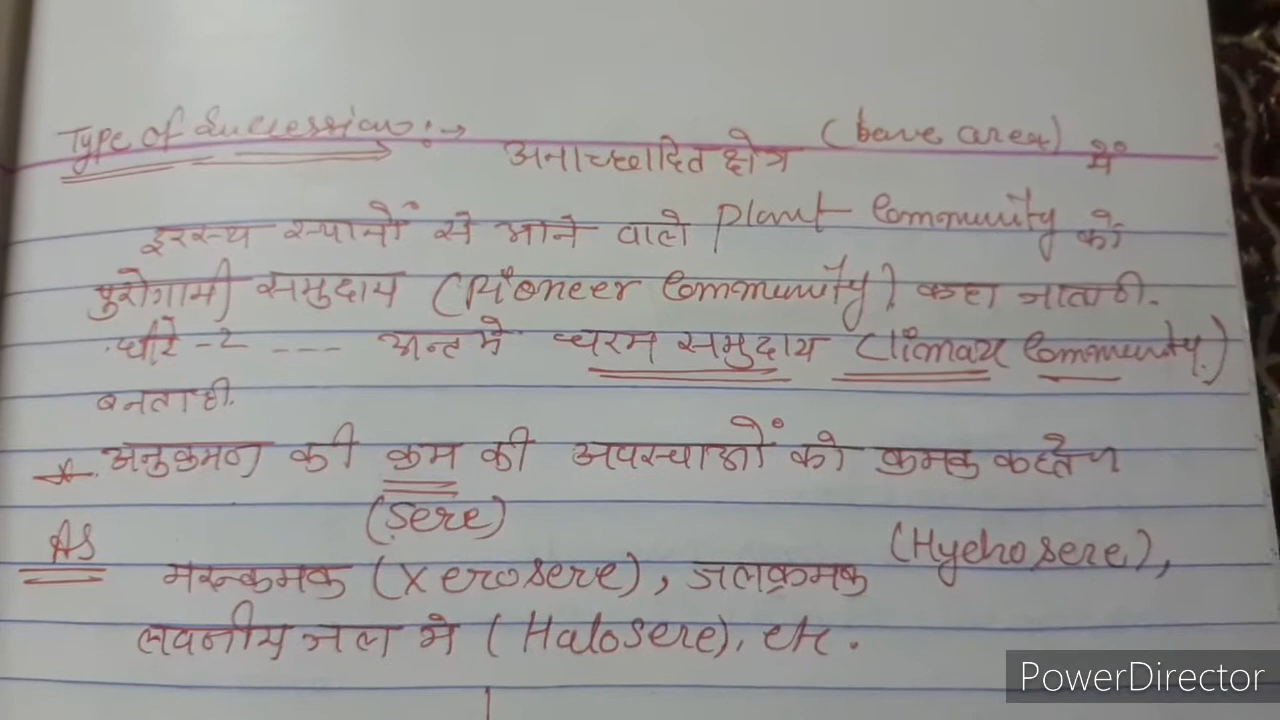 Type of Succession :→ अनाच्छादित क्षेत्र (bare area) में
दूरस्थ स्थानों से आने वाले Plant Community को
पुरोगामी समुदाय (Pioneer Community) कहा जाता है.
धीरे -2 ---- अन्त मे चरम समुदाय (Climax Community.)
बनता है.
* अनुक्रमण की क्रम की अवस्थाओं को क्रमक कहते है
(Sere)
AS मरुक्रमक (Xerosere), जलक्रमक (Hydrosere),
लवनीय जल मे (Halosere), etc.
PowerDirector